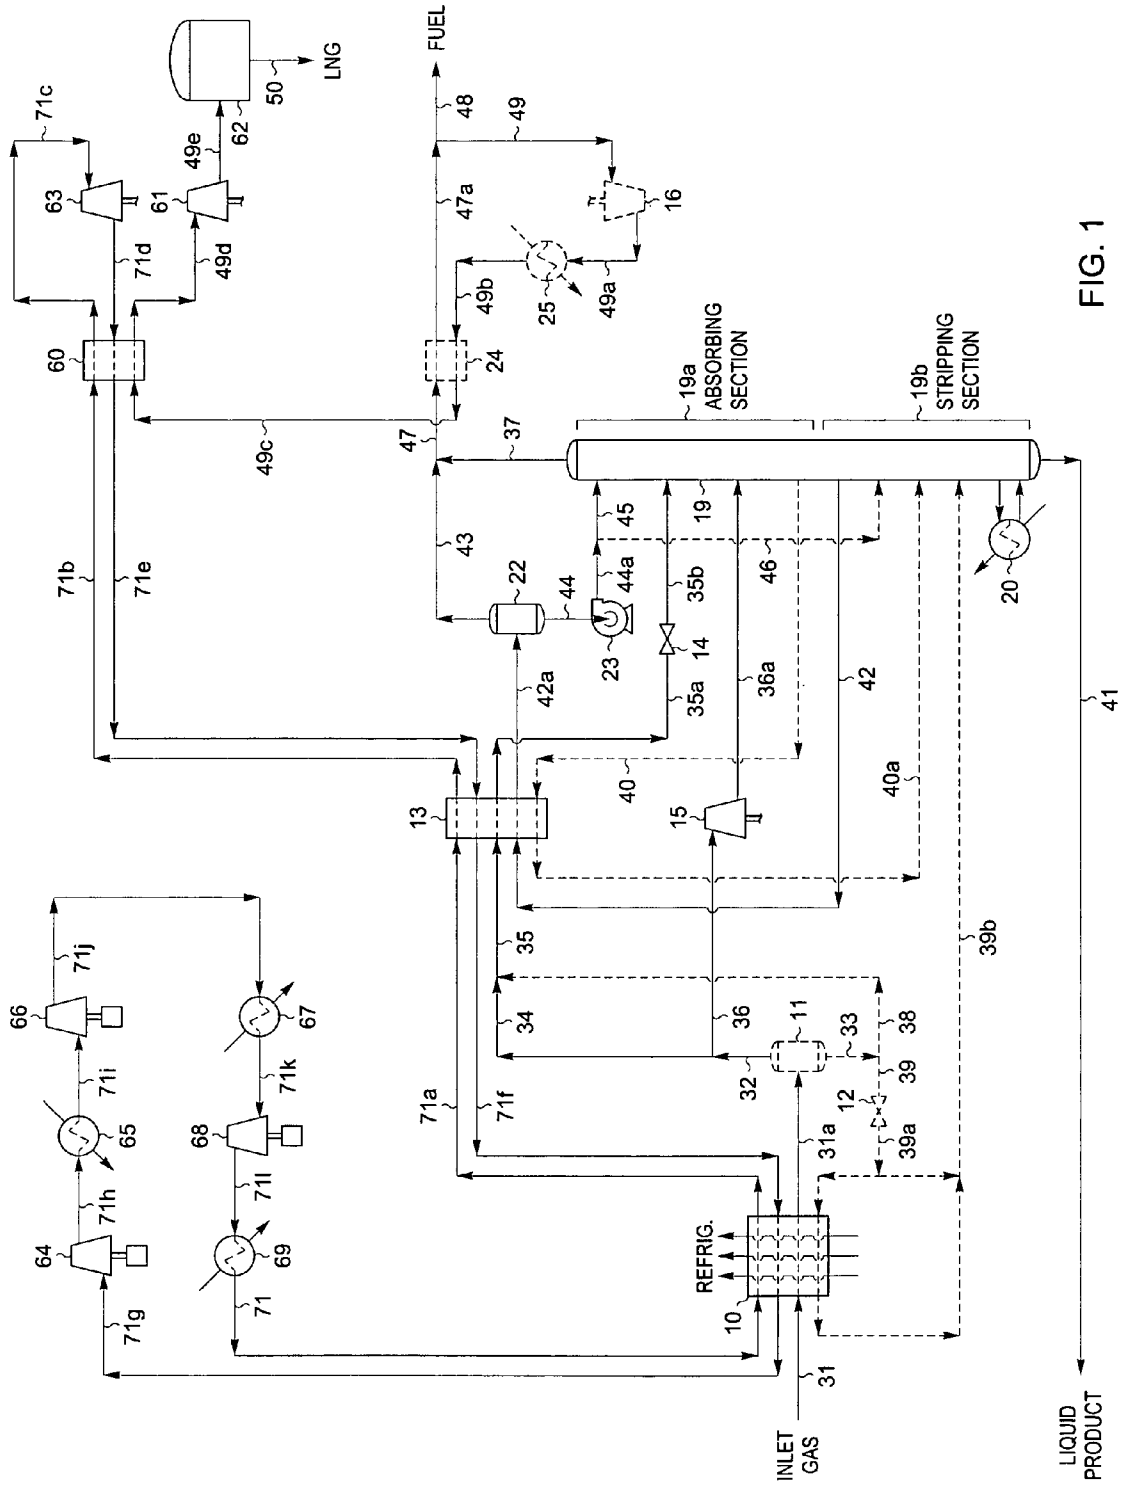 71c
63
71d
60
71b
71e
61
49e
49d
62
50
LNG
FUEL
48
49
47a
16
25
49a
49b
24
49c
47
37
43
22
44
23
44a
45
46
35b
14
35a
36a
42a
42
40
40a
41
19
19a
ABSORBING
SECTION
19b
STRIPPING
SECTION
20
13
15
35
34
36
11
32
33
38
39
12
39a
39b
31a
31
10
REFRIG.
INLET
GAS
LIQUID
PRODUCT
71a
71f
71j
66
71i
65
71h
64
71g
67
71k
68
71l
69
71
FIG. 1